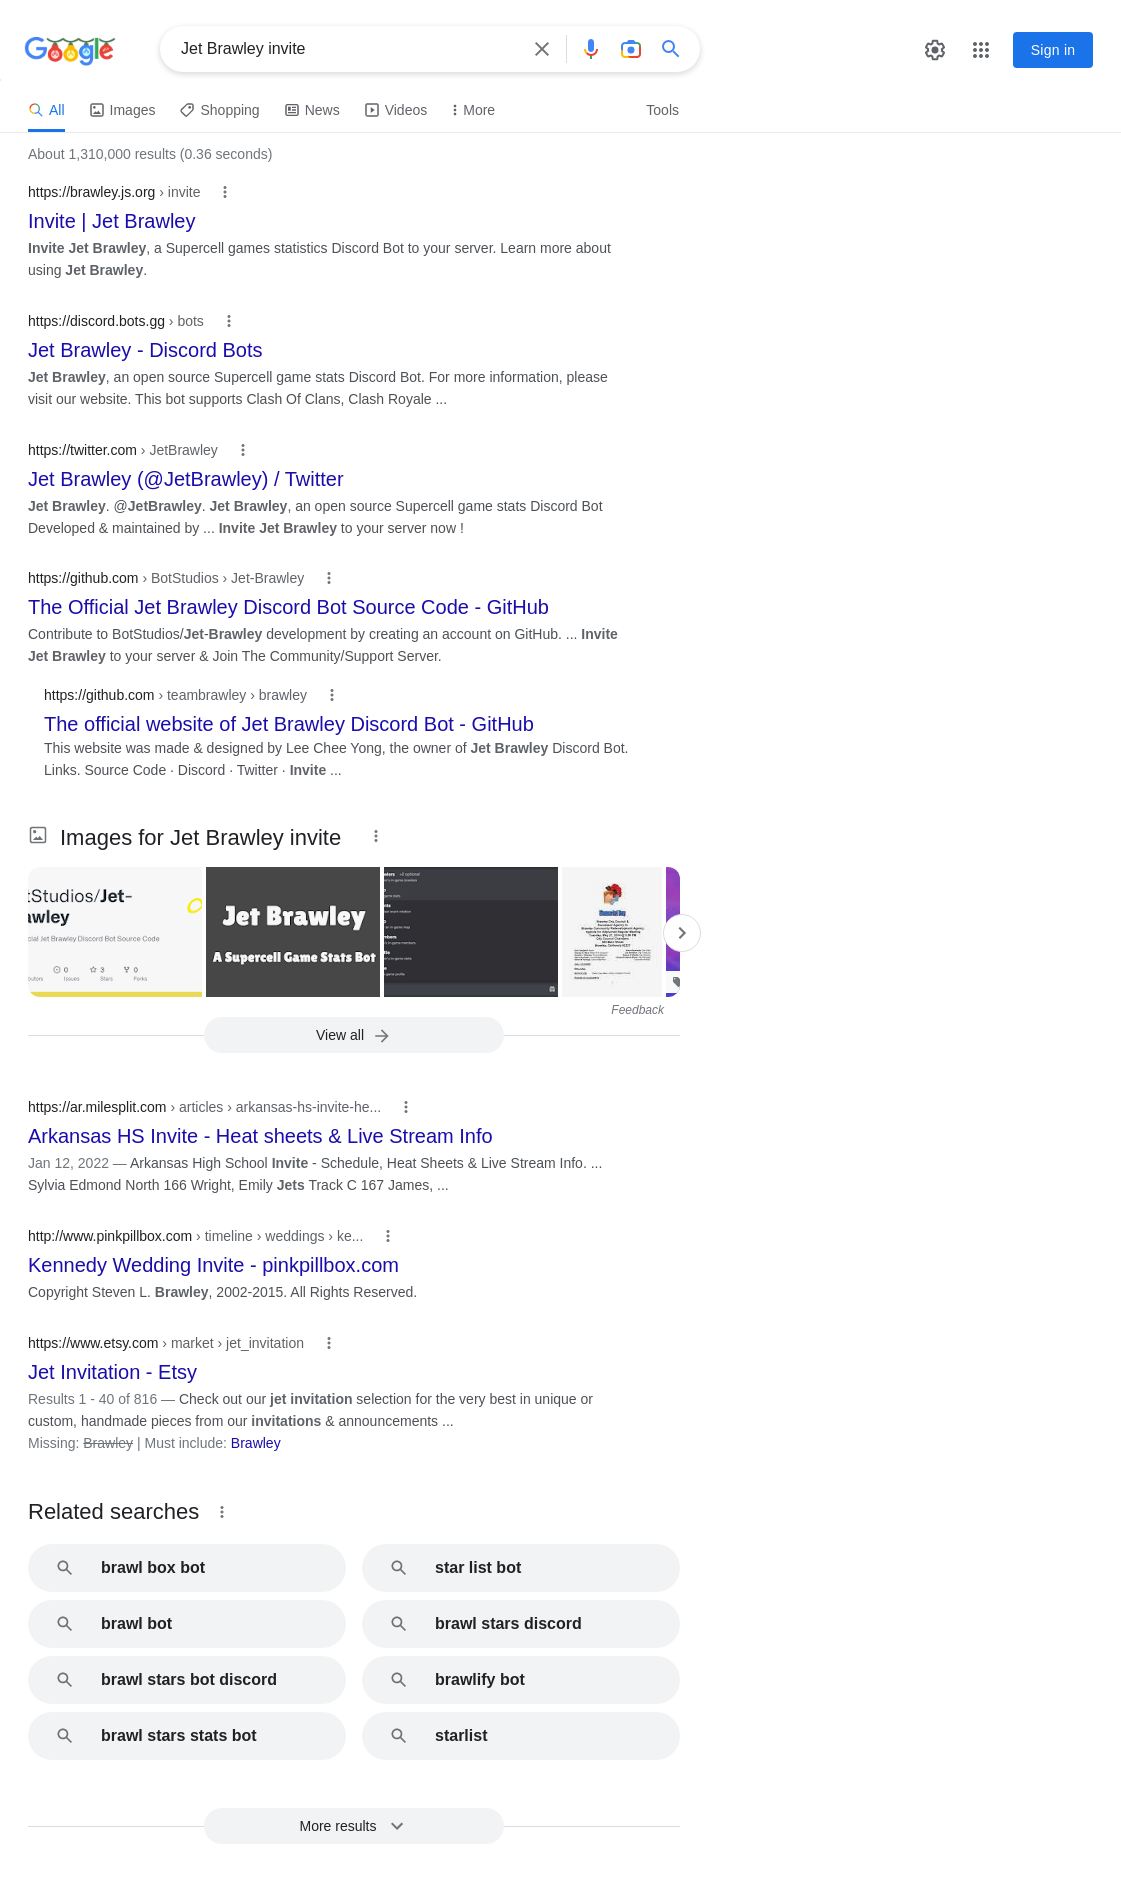 Google
Jet Brawley invite
Sign in
All
Images
Shopping
News
Videos
More
Tools
About 1,310,000 results (0.36 seconds)
https://brawley.js.org › invite
Invite | Jet Brawley
Invite Jet Brawley, a Supercell games statistics Discord Bot to your server. Learn more about
using Jet Brawley.
https://discord.bots.gg › bots
Jet Brawley - Discord Bots
Jet Brawley, an open source Supercell game stats Discord Bot. For more information, please
visit our website. This bot supports Clash Of Clans, Clash Royale ...
https://twitter.com › JetBrawley
Jet Brawley (@JetBrawley) / Twitter
Jet Brawley. @JetBrawley. Jet Brawley, an open source Supercell game stats Discord Bot
Developed & maintained by ... Invite Jet Brawley to your server now !
https://github.com › BotStudios › Jet-Brawley
The Official Jet Brawley Discord Bot Source Code - GitHub
Contribute to BotStudios/Jet-Brawley development by creating an account on GitHub. ... Invite
Jet Brawley to your server & Join The Community/Support Server.
https://github.com › teambrawley › brawley
The official website of Jet Brawley Discord Bot - GitHub
This website was made & designed by Lee Chee Yong, the owner of Jet Brawley Discord Bot.
Links. Source Code · Discord · Twitter · Invite ...
Images for Jet Brawley invite
tStudios/Jet-
awley
cial Jet Brawley Discord Bot Source Code
0
3
0
Issues
Stars
Forks
Jet Brawley
A Supercell Game Stats Bot
Memorial Day
Feedback
View all
https://ar.milesplit.com › articles › arkansas-hs-invite-he...
Arkansas HS Invite - Heat sheets & Live Stream Info
Jan 12, 2022 — Arkansas High School Invite - Schedule, Heat Sheets & Live Stream Info. ...
Sylvia Edmond North 166 Wright, Emily Jets Track C 167 James, ...
http://www.pinkpillbox.com › timeline › weddings › ke...
Kennedy Wedding Invite - pinkpillbox.com
Copyright Steven L. Brawley, 2002-2015. All Rights Reserved.
https://www.etsy.com › market › jet_invitation
Jet Invitation - Etsy
Results 1 - 40 of 816 — Check out our jet invitation selection for the very best in unique or
custom, handmade pieces from our invitations & announcements ...
Missing: Brawley | Must include: Brawley
Related searches
brawl box bot
star list bot
brawl bot
brawl stars discord
brawl stars bot discord
brawlify bot
brawl stars stats bot
starlist
More results